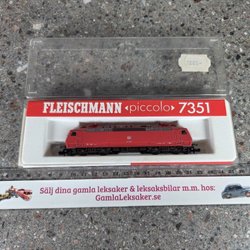 FLEISCHMANN piccolo 7351
Sälj dina gamla leksaker & leksaksbilar m.m. hos:
GamlaLeksaker.se